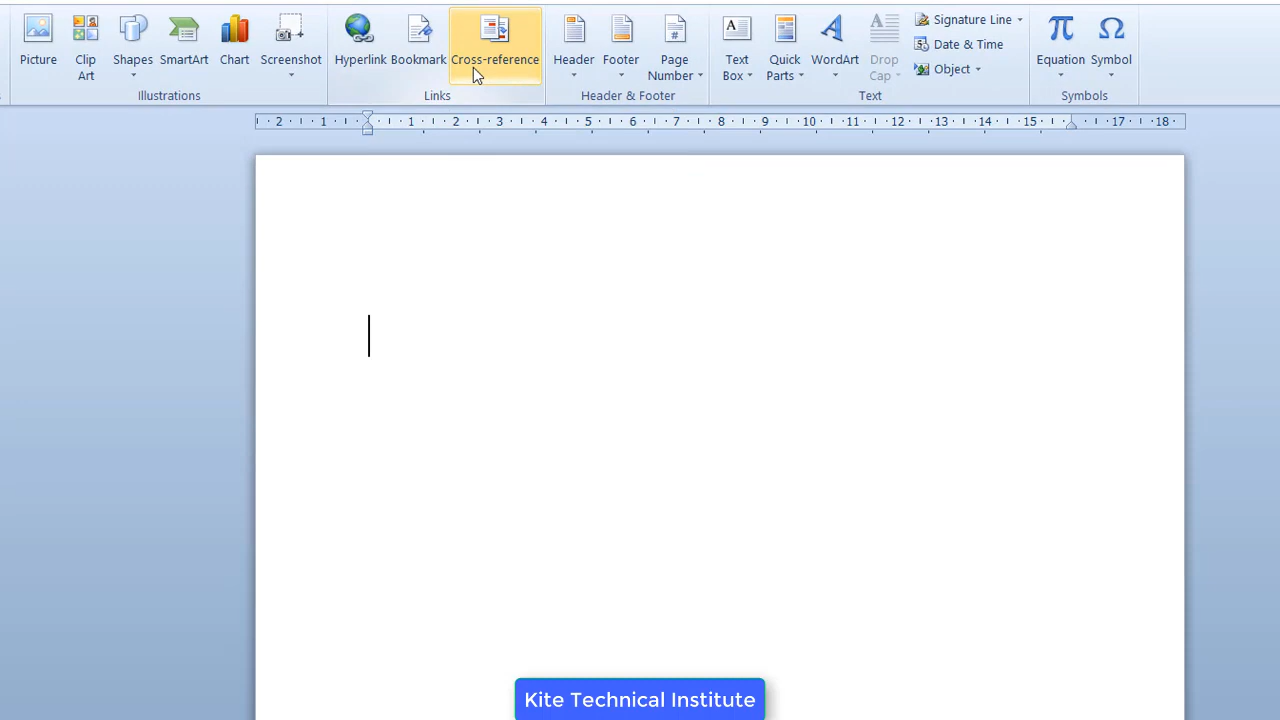 Picture
Clip
Art
Shapes
SmartArt
Chart
Screenshot
Illustrations
Hyperlink
Bookmark
Cross-reference
Links
Header
Footer
Page
Number
Header & Footer
Text
Box
Quick
Parts
WordArt
Drop
Cap
Signature Line
Date & Time
Object
Text
Equation
Symbol
Symbols
2 1 1 2 3 4 5 6 7 8 9 10 11 12 13 14 15 17 18
Kite Technical Institute